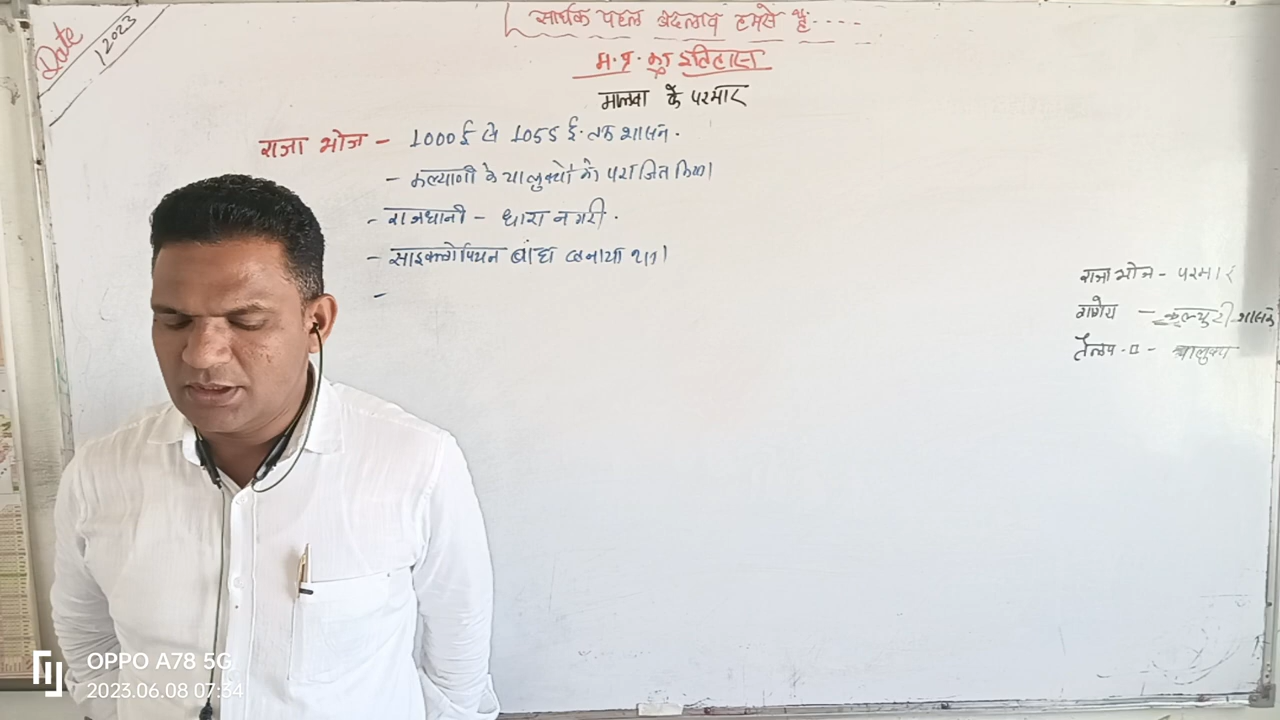 सार्थक पहल बदलाव हमसे है....
Date
/2023
म.प्र. का इतिहास
मालवा के परमार
राजा भोज - 1000 ई से 1055 ई. तक शासन.
- कल्याणी के चालुक्यों को पराजित किया।
- राजधानी - धारा नगरी.
- साइक्लोपियन बांध बनाया था।
-
राजा भोज - परमार
गंगेय - कल्चुरी शासक
तैलप-II - चालुक्य
OPPO A78 5G
2023.06.08 07:34